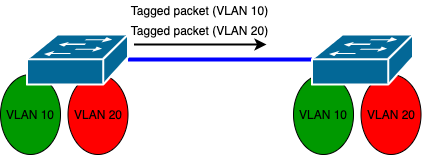 Tagged packet (VLAN 10)
Tagged packet (VLAN 20)
VLAN 10
VLAN 20
VLAN 10
VLAN 20